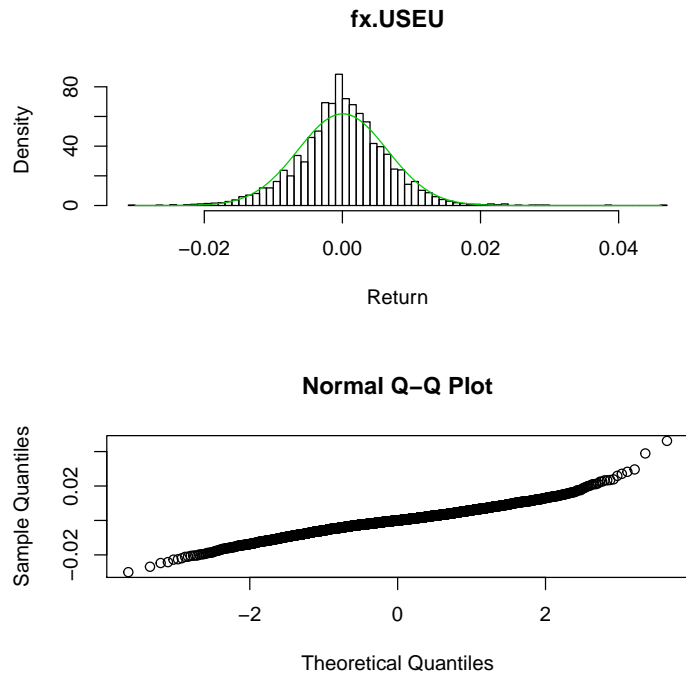 fx.USEU
Density
0 40 80
−0.02 0.00 0.02 0.04
Return
Normal Q−Q Plot
Sample Quantiles
−0.02 0.02
−2 0 2
Theoretical Quantiles